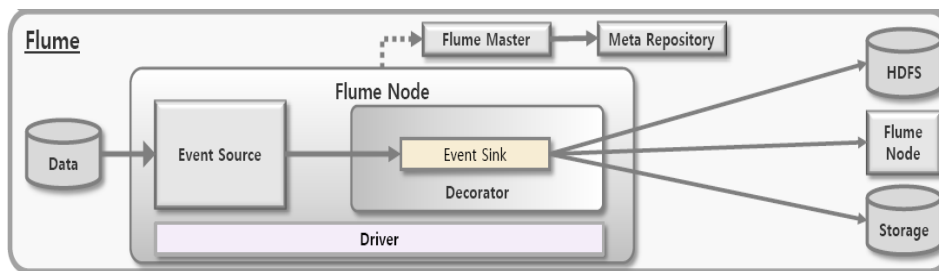 Flume
Flume Master
Meta Repository
HDFS
Flume Node
Data
Event Source
Event Sink
Flume
Node
Decorator
Driver
Storage